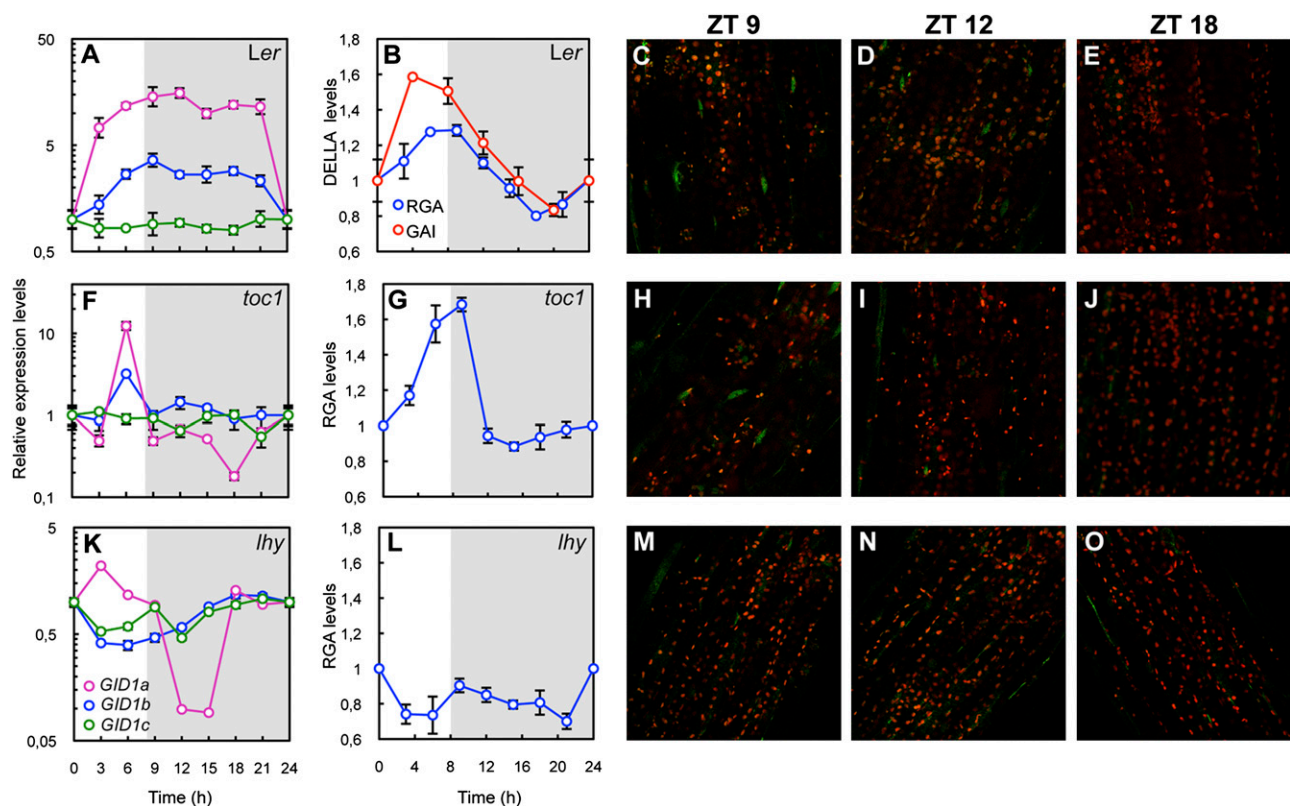 ZT 9 ZT 12 ZT 18
A Ler
50
5
0,5
B Ler
DELLA levels
1,8
1,6
1,4
1,2
1
0,8
0,6
RGA
GAI
C
D
E
Relative expression levels
F toc1
10
1
0,1
G toc1
RGA levels
1,8
1,6
1,4
1,2
1
0,8
0,6
H
I
J
K lhy
5
0,5
0,05
GID1a
GID1b
GID1c
0 3 6 9 12 15 18 21 24
Time (h)
L lhy
RGA levels
1,8
1,6
1,4
1,2
1
0,8
0,6
0 4 8 12 16 20 24
Time (h)
M
N
O